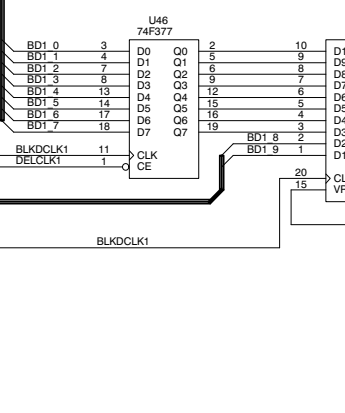 U46
74F377
BD1_0 3 D0 Q0 2 10 D1
BD1_1 4 D1 Q1 5 9 D9
BD1_2 7 D2 Q2 6 8 D8
BD1_3 8 D3 Q3 9 7 D7
BD1_4 13 D4 Q4 12 6 D6
BD1_5 14 D5 Q5 15 5 D5
BD1_6 17 D6 Q6 16 4 D4
BD1_7 18 D7 Q7 19 3 D3
BD1_8 2 D2
BLKDCLK1 11 CLK BD1_9 1 D1
DELCLK1 1 CE
20 CL
15 VR
BLKDCLK1